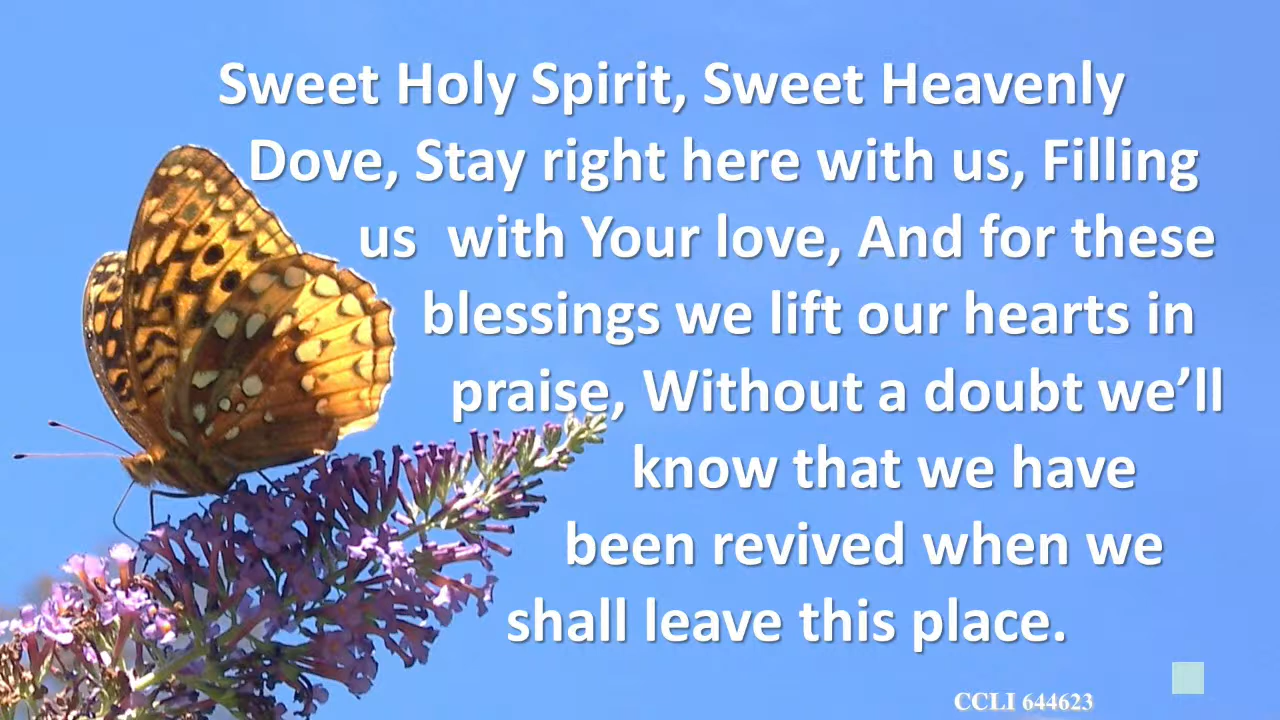 Sweet Holy Spirit, Sweet Heavenly
Dove, Stay right here with us, Filling
us  with Your love, And for these
blessings we lift our hearts in
praise, Without a doubt we’ll
know that we have
been revived when we
shall leave this place.
CCLI 644623